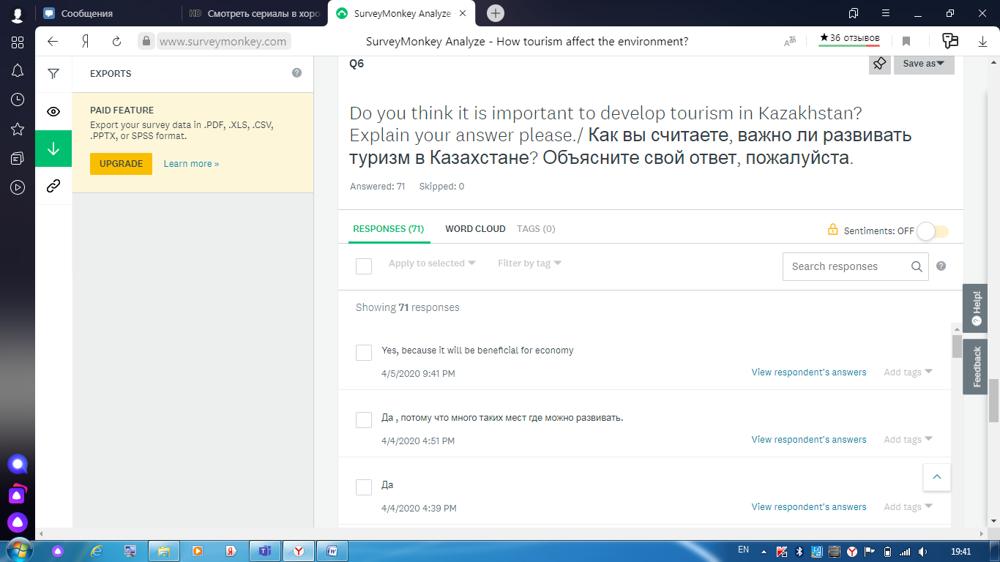 Сообщения
HD Смотреть сериалы в хоро
SurveyMonkey Analyze
www.surveymonkey.com
SurveyMonkey Analyze - How tourism affect the environment?
★36 отзывов
EXPORTS
PAID FEATURE
Export your survey data in .PDF, .XLS, .CSV,
.PPTX, or SPSS format.
UPGRADE Learn more »
Q6
Save as
Do you think it is important to develop tourism in Kazakhstan?
Explain your answer please./ Как вы считаете, важно ли развивать
туризм в Казахстане? Объясните свой ответ, пожалуйста.
Answered: 71 Skipped: 0
RESPONSES (71) WORD CLOUD TAGS (0)
Sentiments: OFF
Apply to selected Filter by tag
Search responses
Showing 71 responses
Yes, because it will be beneficial for economy
4/5/2020 9:41 PM
View respondent's answers Add tags
Да , потому что много таких мест где можно развивать.
4/4/2020 4:51 PM
View respondent's answers Add tags
Да
4/4/2020 4:39 PM
View respondent's answers Add tags
Help!
Feedback
EN
19:41